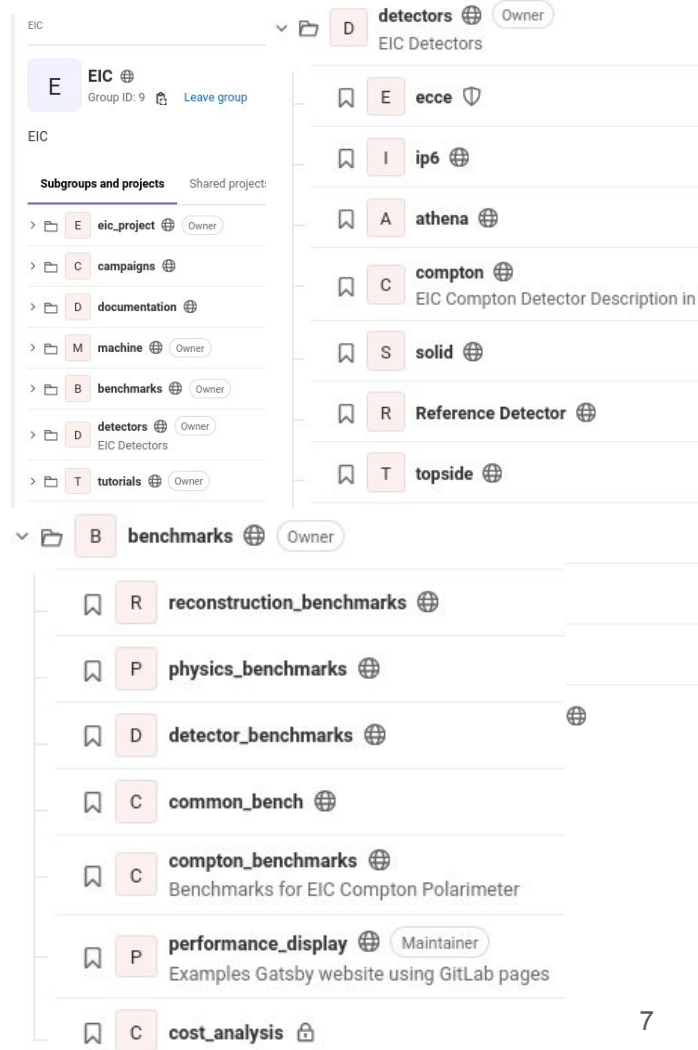 EIC
E
EIC
Group ID: 9 Leave group
EIC
Subgroups and projects Shared projects
E eic_project Owner
C campaigns
D documentation
M machine Owner
B benchmarks Owner
D detectors Owner
EIC Detectors
T tutorials Owner
D detectors Owner
EIC Detectors
E ecce
I ip6
A athena
C compton
EIC Compton Detector Description in
S solid
R Reference Detector
T topside
B benchmarks Owner
R reconstruction_benchmarks
P physics_benchmarks
D detector_benchmarks
C common_bench
C compton_benchmarks
Benchmarks for EIC Compton Polarimeter
P performance_display Maintainer
Examples Gatsby website using GitLab pages
C cost_analysis
7